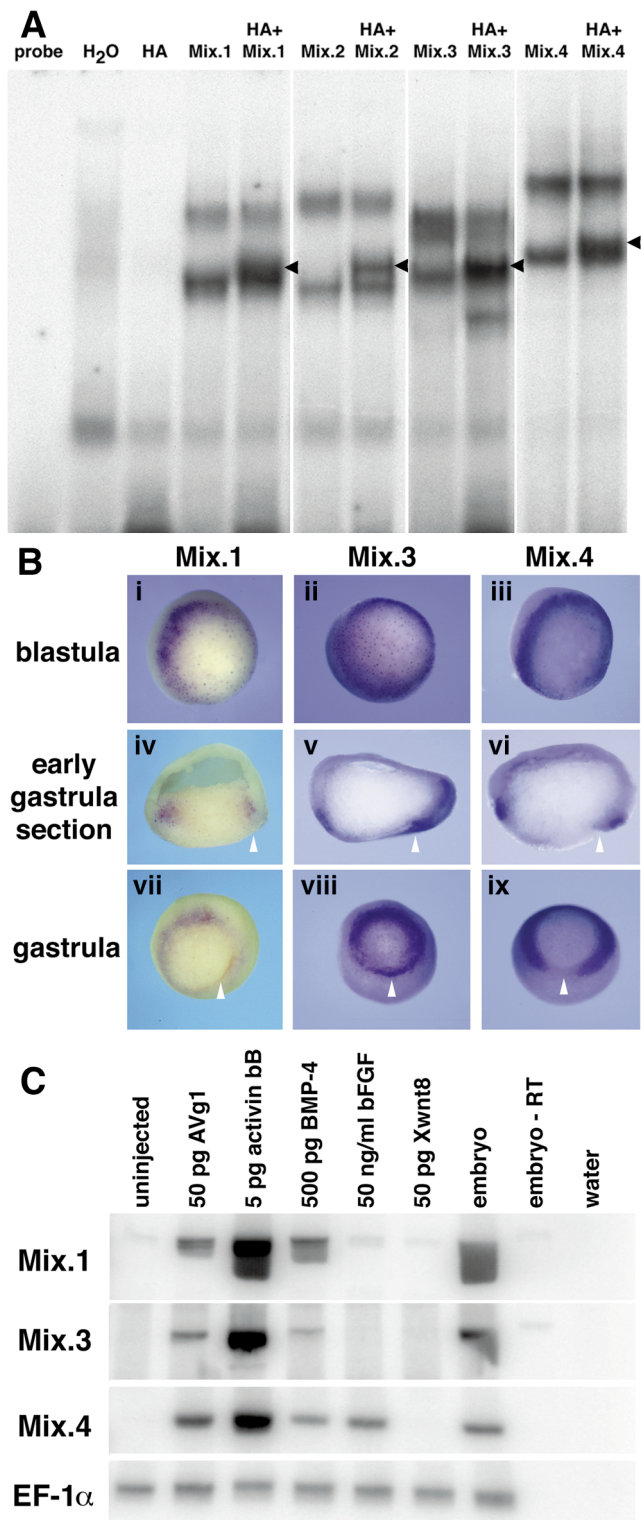 A
probe H₂O HA Mix.1 HA+ Mix.1 Mix.2 HA+ Mix.2 Mix.3 HA+ Mix.3 Mix.4 HA+ Mix.4
B
Mix.1 Mix.3 Mix.4
blastula
i ii iii
early
gastrula
section
iv v vi
gastrula
vii viii ix
C
uninjected
50 pg AVg1
5 pg activin bB
500 pg BMP-4
50 ng/ml bFGF
50 pg Xwnt8
embryo
embryo - RT
water
Mix.1
Mix.3
Mix.4
EF-1α